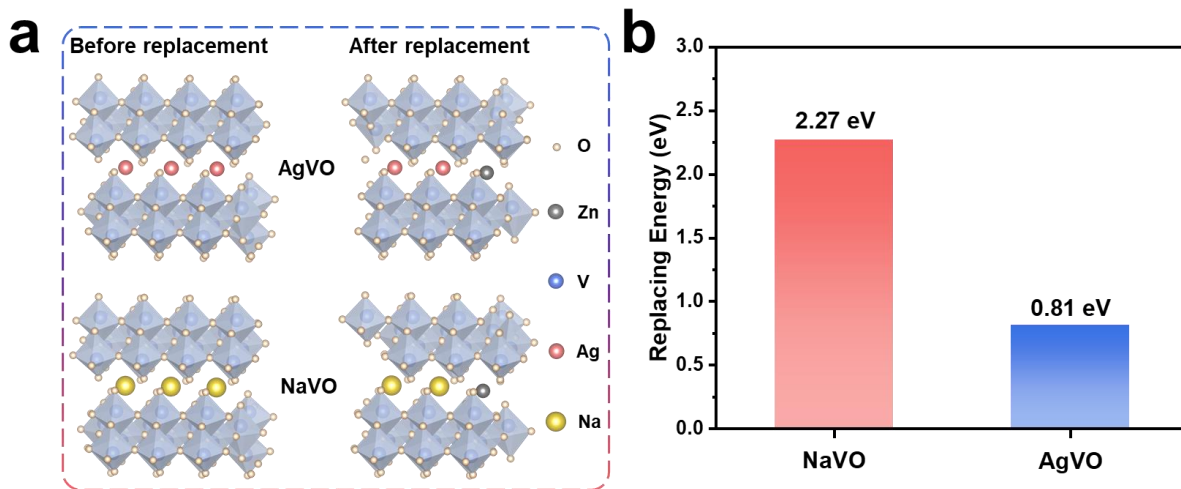 a
Before replacement
After replacement
AgVO
NaVO
O
Zn
V
Ag
Na
b
Replacing Energy (eV)
3.0
2.5
2.0
1.5
1.0
0.5
0.0
2.27 eV
0.81 eV
NaVO
AgVO